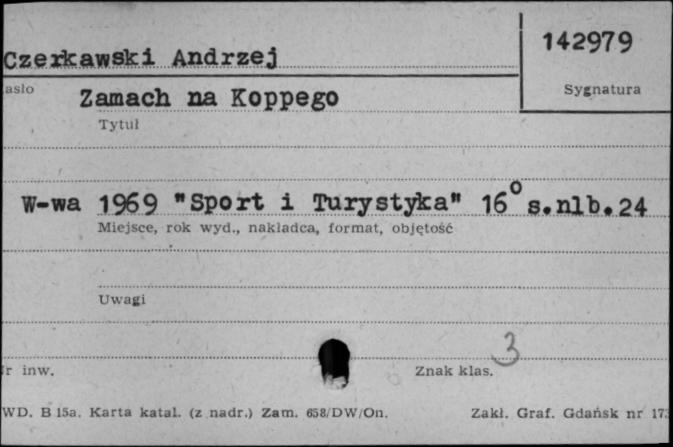 142979
Czerkawski Andrzej
Sygnatura
asło
Zamach na Koppego
Tytuł
W-wa 1969 "Sport i Turystyka" 16° s.nlb.24
Miejsce, rok wyd., nakładca, format, objętość
Uwagi
3
r inw.
Znak klas.
WD. B 15a. Karta katal. (z nadr.) Zam. 658/DW/On.
Zakł. Graf. Gdańsk nr 173